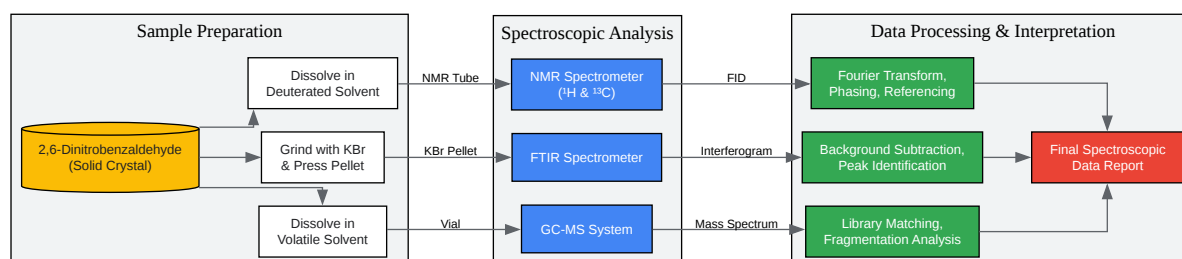 Sample Preparation
Spectroscopic Analysis
Data Processing & Interpretation
Dissolve in
Deuterated Solvent
NMR Tube
NMR Spectrometer
(¹H & ¹³C)
FID
Fourier Transform,
Phasing, Referencing
2,6-Dinitrobenzaldehyde
(Solid Crystal)
Grind with KBr
& Press Pellet
KBr Pellet
FTIR Spectrometer
Interferogram
Background Subtraction,
Peak Identification
Final Spectroscopic
Data Report
Dissolve in
Volatile Solvent
Vial
GC-MS System
Mass Spectrum
Library Matching,
Fragmentation Analysis